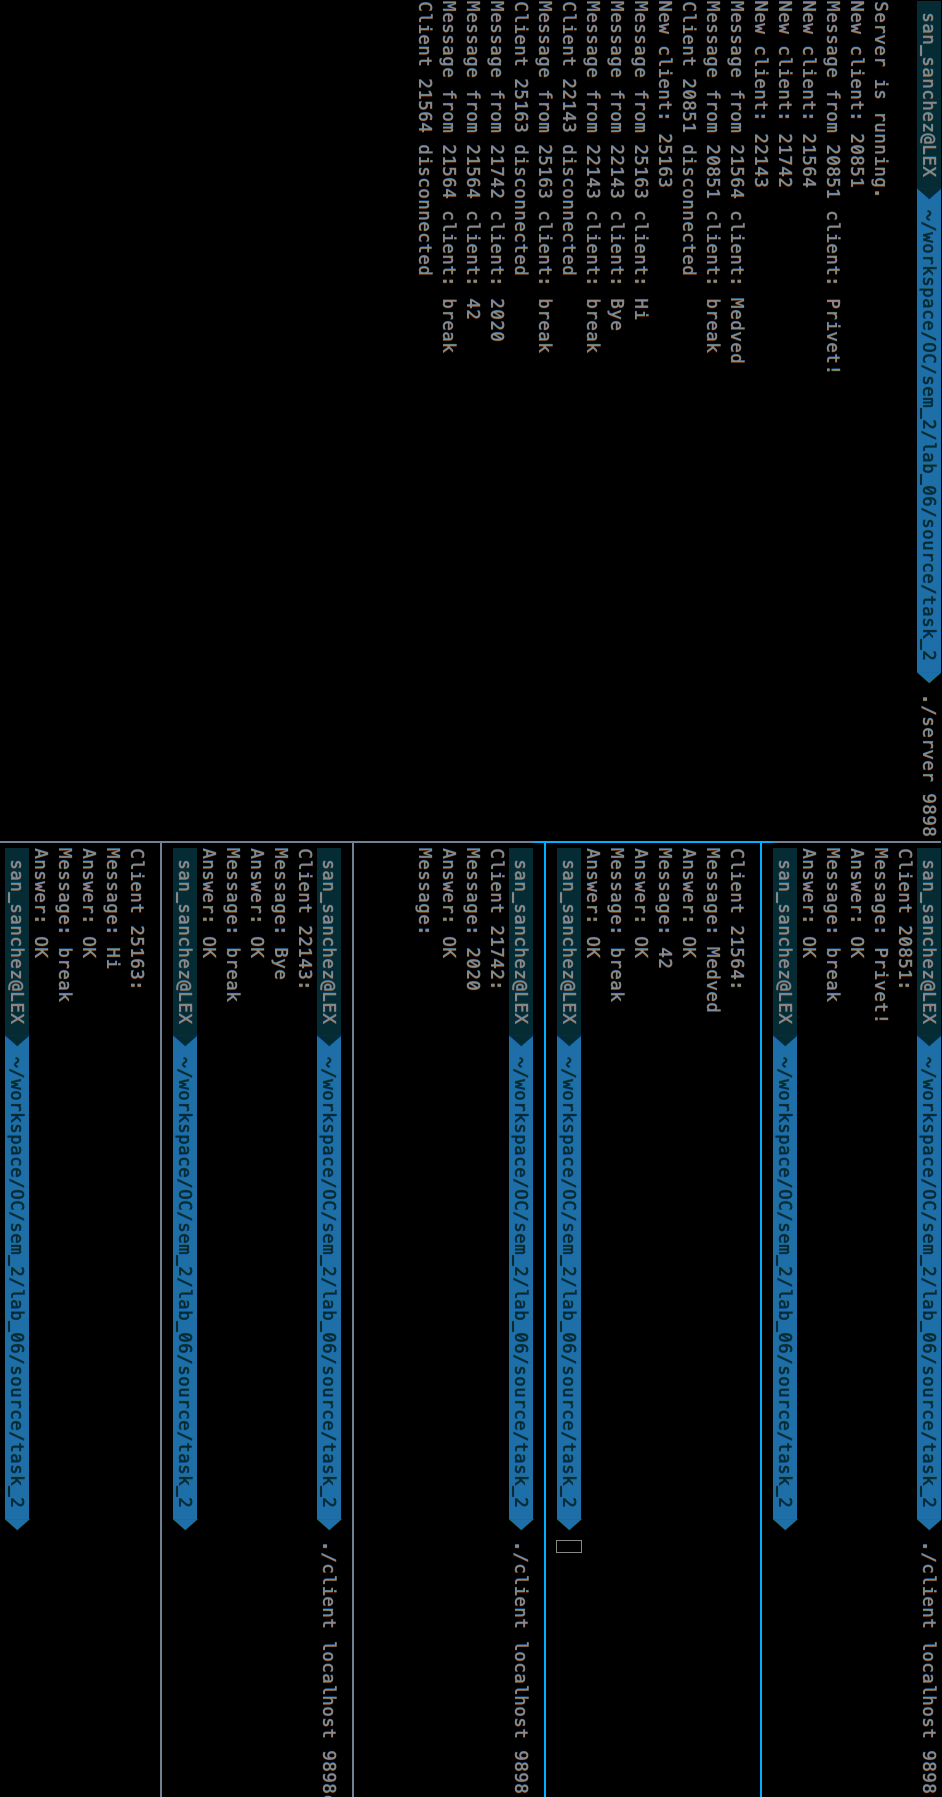 san_sanchez@LEX ~/workspace/OC/sem_2/lab_06/source/task_2 ./server 9898
Server is running.
New client: 20851
Message from 20851 client: Privet!
New client: 21564
New client: 21742
New client: 22143
Message from 21564 client: Medved
Message from 20851 client: break
Client 20851 disconnected
New client: 25163
Message from 25163 client: Hi
Message from 22143 client: Bye
Message from 22143 client: break
Client 22143 disconnected
Message from 25163 client: break
Client 25163 disconnected
Message from 21742 client: 2020
Message from 21564 client: 42
Message from 21564 client: break
Client 21564 disconnected
san_sanchez@LEX ~/workspace/OC/sem_2/lab_06/source/task_2 ./client localhost 9898
Client 20851:
Message: Privet!
Answer: OK
Message: break
Answer: OK
san_sanchez@LEX ~/workspace/OC/sem_2/lab_06/source/task_2
Client 21564:
Message: Medved
Answer: OK
Message: 42
Answer: OK
Message: break
Answer: OK
san_sanchez@LEX ~/workspace/OC/sem_2/lab_06/source/task_2
san_sanchez@LEX ~/workspace/OC/sem_2/lab_06/source/task_2 ./client localhost 9898
Client 21742:
Message: 2020
Answer: OK
Message:
san_sanchez@LEX ~/workspace/OC/sem_2/lab_06/source/task_2 ./client localhost 9898
Client 22143:
Message: Bye
Answer: OK
Message: break
Answer: OK
san_sanchez@LEX ~/workspace/OC/sem_2/lab_06/source/task_2
Client 25163:
Message: Hi
Answer: OK
Message: break
Answer: OK
san_sanchez@LEX ~/workspace/OC/sem_2/lab_06/source/task_2